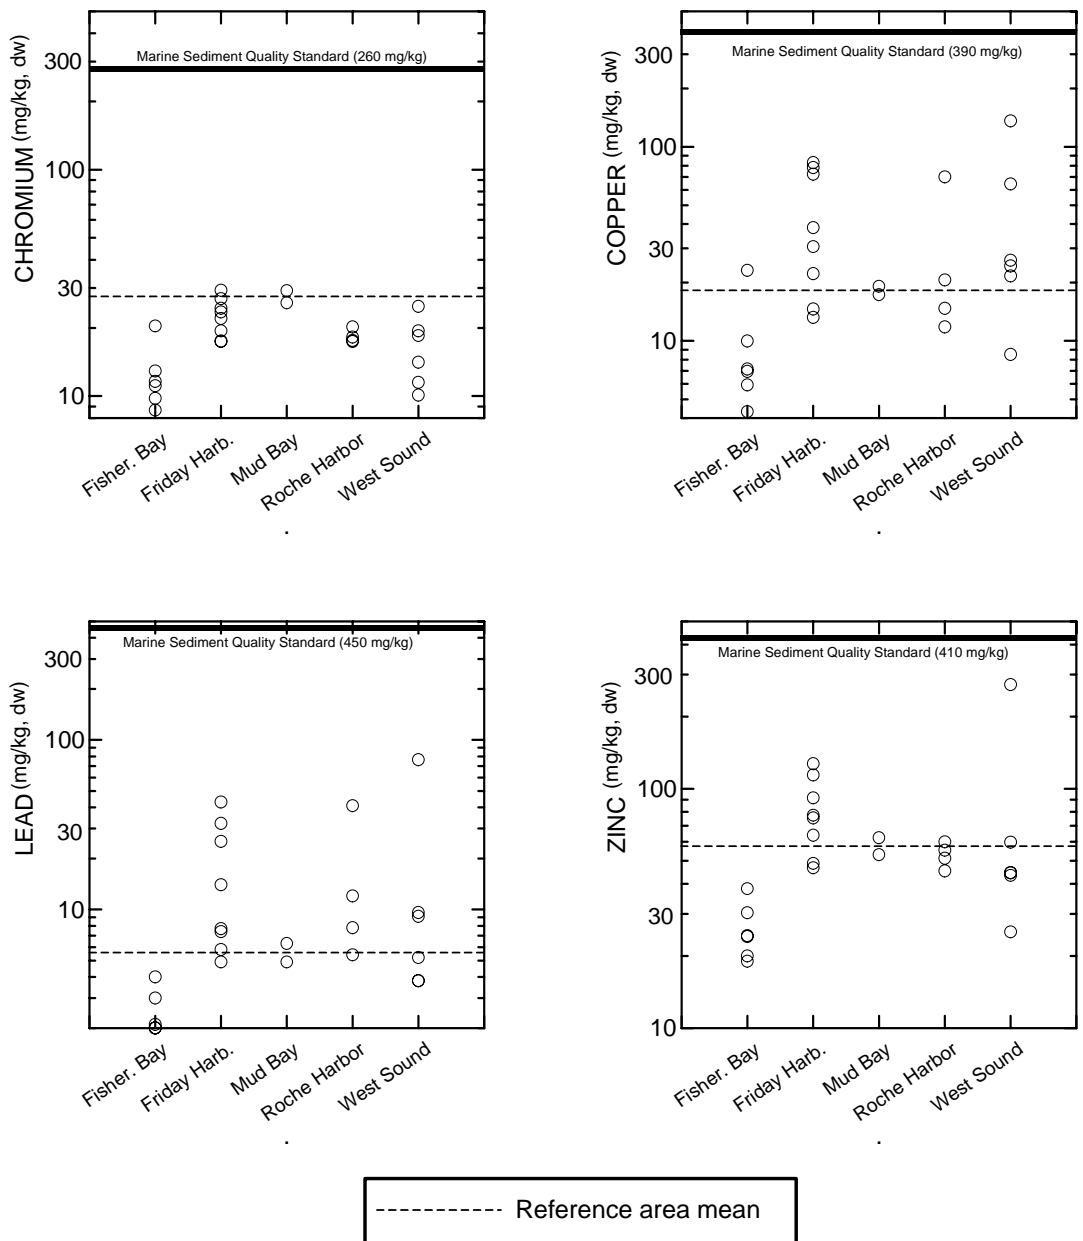 CHROMIUM (mg/kg, dw)
300
100
30
10
Marine Sediment Quality Standard (260 mg/kg)
Fisher. Bay
Friday Harb.
Mud Bay
Roche Harbor
West Sound
.
COPPER (mg/kg, dw)
300
100
30
10
Marine Sediment Quality Standard (390 mg/kg)
Fisher. Bay
Friday Harb.
Mud Bay
Roche Harbor
West Sound
.
LEAD (mg/kg, dw)
300
100
30
10
Marine Sediment Quality Standard (450 mg/kg)
Fisher. Bay
Friday Harb.
Mud Bay
Roche Harbor
West Sound
.
ZINC (mg/kg, dw)
300
100
30
10
Marine Sediment Quality Standard (410 mg/kg)
Fisher. Bay
Friday Harb.
Mud Bay
Roche Harbor
West Sound
.
Reference area mean